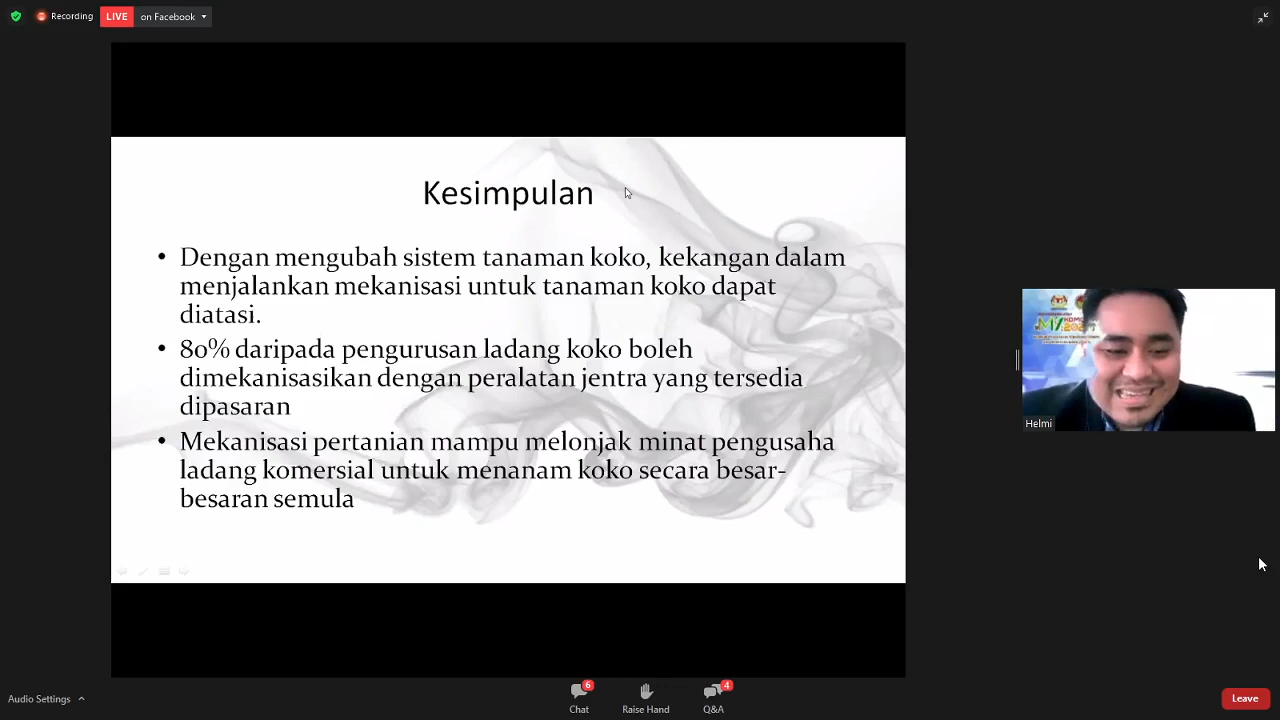 Recording
LIVE on Facebook
Kesimpulan
• Dengan mengubah sistem tanaman koko, kekangan dalam
menjalankan mekanisasi untuk tanaman koko dapat
diatasi.
• 80% daripada pengurusan ladang koko boleh
dimekanisasikan dengan peralatan jentra yang tersedia
dipasaran
• Mekanisasi pertanian mampu melonjak minat pengusaha
ladang komersial untuk menanam koko secara besar-
besaran semula
Helmi
Audio Settings
6
Chat
Raise Hand
4
Q&A
Leave